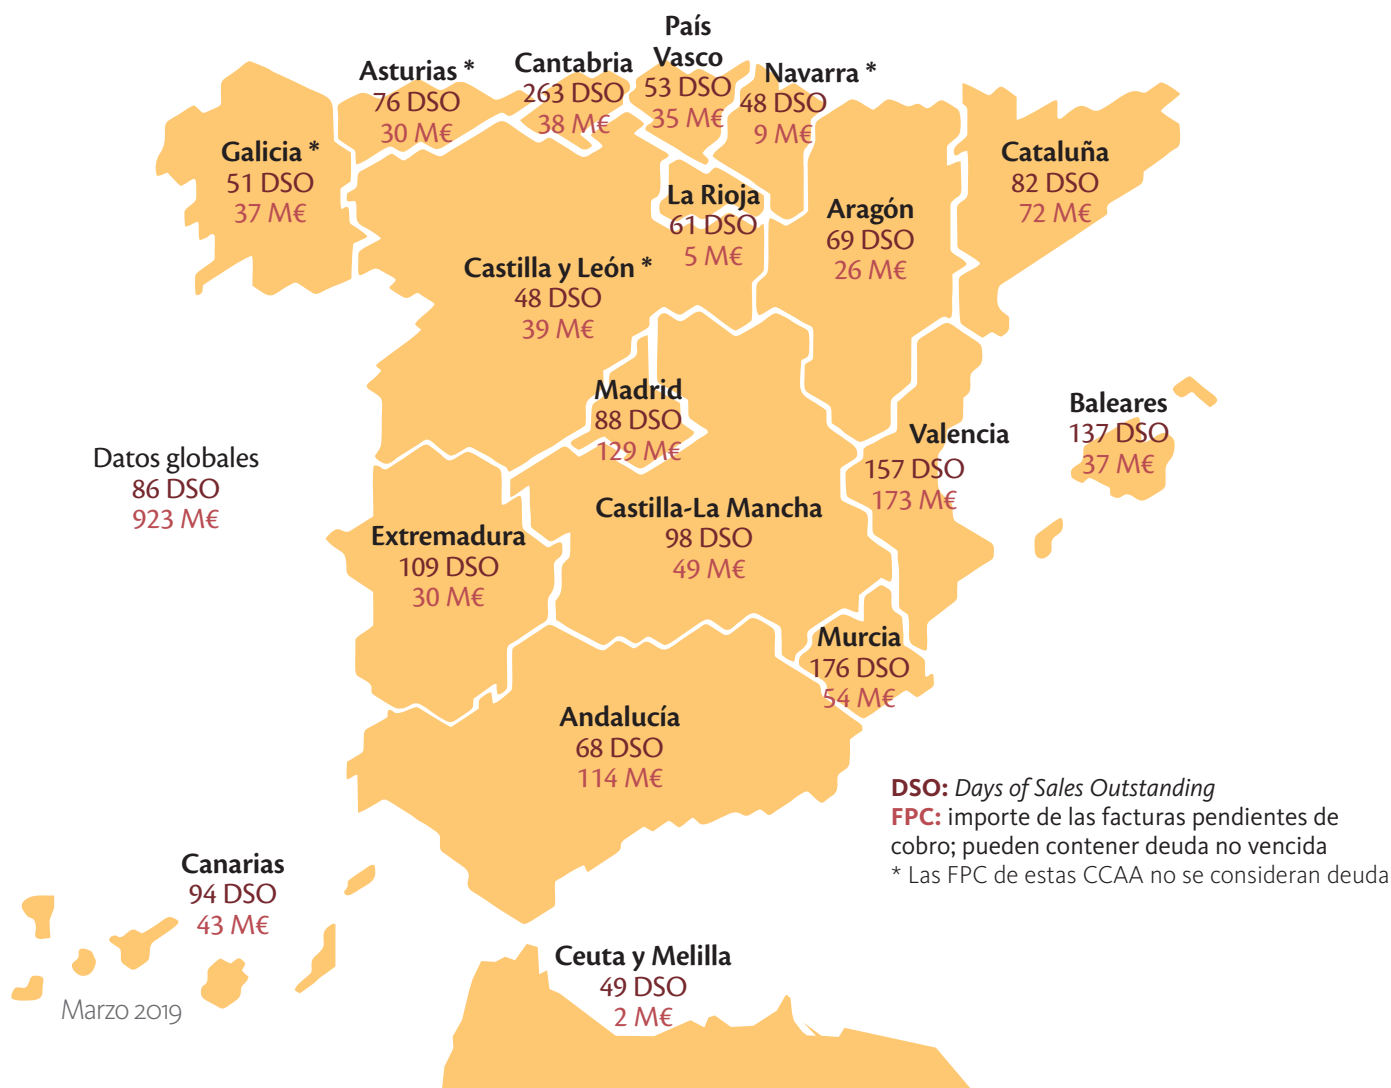 País
Vasco
53 DSO
35 M€
Asturias *
76 DSO
30 M€
Cantabria
263 DSO
38 M€
Navarra *
48 DSO
9 M€
Galicia *
51 DSO
37 M€
La Rioja
61 DSO
5 M€
Aragón
69 DSO
26 M€
Cataluña
82 DSO
72 M€
Castilla y León *
48 DSO
39 M€
Madrid
88 DSO
129 M€
Valencia
157 DSO
173 M€
Baleares
137 DSO
37 M€
Datos globales
86 DSO
923 M€
Extremadura
109 DSO
30 M€
Castilla-La Mancha
98 DSO
49 M€
Murcia
176 DSO
54 M€
Andalucía
68 DSO
114 M€
DSO: Days of Sales Outstanding
FPC: importe de las facturas pendientes de
cobro; pueden contener deuda no vencida
* Las FPC de estas CCAA no se consideran deuda
Canarias
94 DSO
43 M€
Ceuta y Melilla
49 DSO
2 M€
Marzo 2019